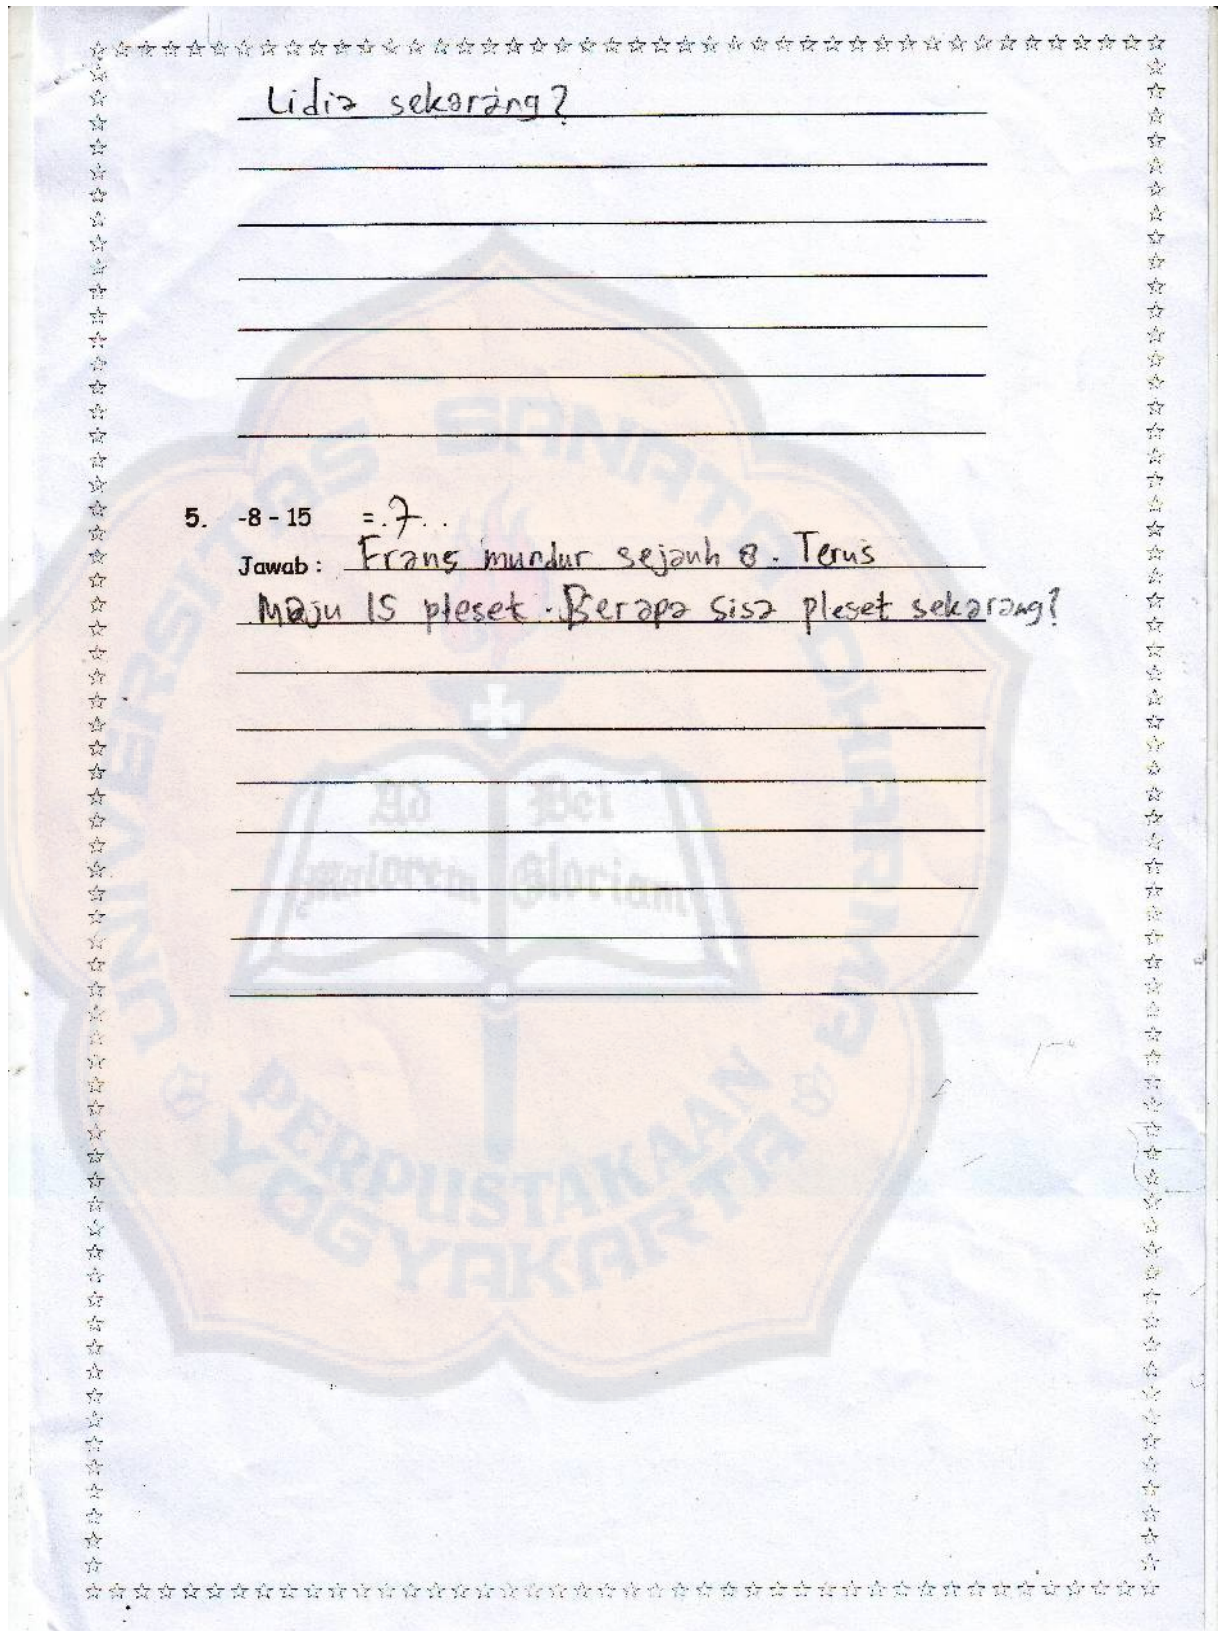 Lidia sekarang?
5. -8 - 15 = . 7 . .
Jawab : Frans mundur sejauh 8. Terus
Maju 15 pleset. Berapa sisa pleset sekarang?
UNIVERSITAS SANATA DHARMA
Ad Dei
Maiorem Gloriam
PERPUSTAKAAN
YOGYAKARTA